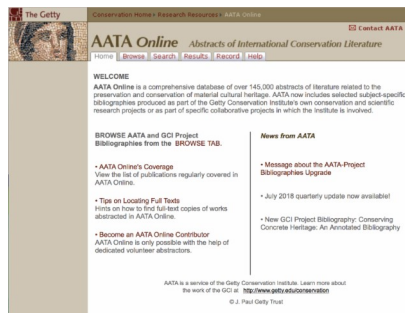 The Getty
Conservation Home▸ Research Resources▸ AATA Online
Contact AATA
AATA Online Abstracts of International Conservation Literature
Home Browse Search Results Record Help
WELCOME
AATA Online is a comprehensive database of over 145,000 abstracts of literature related to the
preservation and conservation of material cultural heritage. AATA now includes selected subject-specific
bibliographies produced as part of the Getty Conservation Institute's own conservation and scientific
research projects or as part of specific collaborative projects in which the Institute is involved.
BROWSE AATA and GCI Project
Bibliographies from the BROWSE TAB.
• AATA Online's Coverage
View the list of publications regularly covered in
AATA Online.
• Tips on Locating Full Texts
Hints on how to find full-text copies of works
abstracted in AATA Online.
• Become an AATA Online Contributor
AATA Online is only possible with the help of
dedicated volunteer abstractors.
News from AATA
• Message about the AATA-Project
Bibliographies Upgrade
• July 2018 quarterly update now available!
• New GCI Project Bibliography: Conserving
Concrete Heritage: An Annotated Bibliography
AATA is a service of the Getty Conservation Institute. Learn more about
the work of the GCI at http://www.getty.edu/conservation
© J. Paul Getty Trust